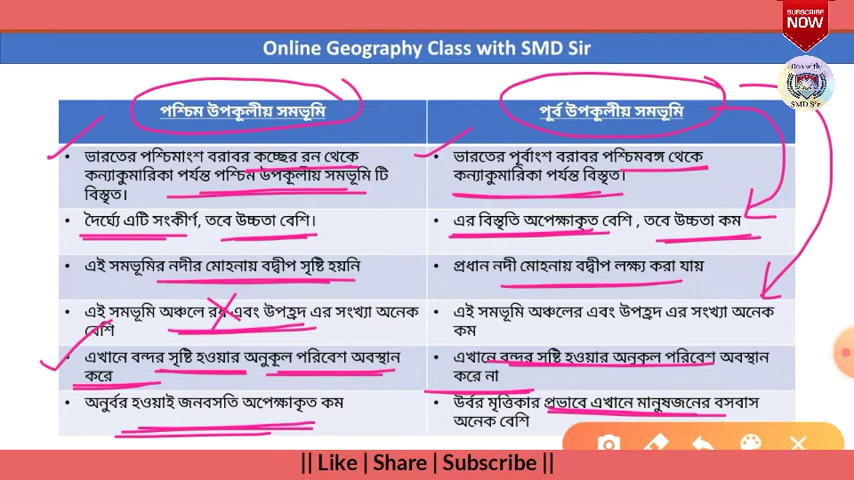 SUBSCRIBE
NOW
Online Geography Class with SMD Sir
SMD Sir
পশ্চিম উপকূলীয় সমভূমি
পূর্ব উপকূলীয় সমভূমি
• ভারতের পশ্চিমাংশ বরাবর কচ্ছের রন থেকে
কন্যাকুমারিকা পর্যন্ত পশ্চিম উপকূলীয় সমভূমি টি
বিস্তৃত।
• ভারতের পূর্বাংশ বরাবর পশ্চিমবঙ্গ থেকে
কন্যাকুমারিকা পর্যন্ত বিস্তৃত।
• দৈর্ঘ্যে এটি সংকীর্ণ, তবে উচ্চতা বেশি।
• এর বিস্তৃতি অপেক্ষাকৃত বেশি , তবে উচ্চতা কম
• এই সমভূমির নদীর মোহনায় বদ্বীপ সৃষ্টি হয়নি
• প্রধান নদী মোহনায় বদ্বীপ লক্ষ্য করা যায়
• এই সমভূমি অঞ্চলে এবং উপহ্রদ এর সংখ্যা অনেক
বেশি
• এই সমভূমি অঞ্চলের এবং উপহ্রদ এর সংখ্যা অনেক
কম
• এখানে বন্দর সৃষ্টি হওয়ার অনুকূল পরিবেশ অবস্থান
করে
• এখানে বন্দর সৃষ্টি হওয়ার অনুকূল পরিবেশ অবস্থান
করে না
• অনুর্বর হওয়াই জনবসতি অপেক্ষাকৃত কম
• উর্বর মৃত্তিকার প্রভাবে এখানে মানুষজনের বসবাস
অনেক বেশি
|| Like | Share | Subscribe ||